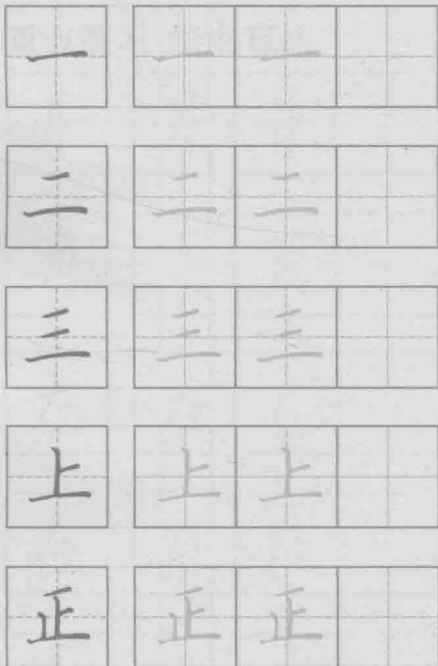 一 一 一
二 二 二
三 三 三
上 上 上
正 正 正